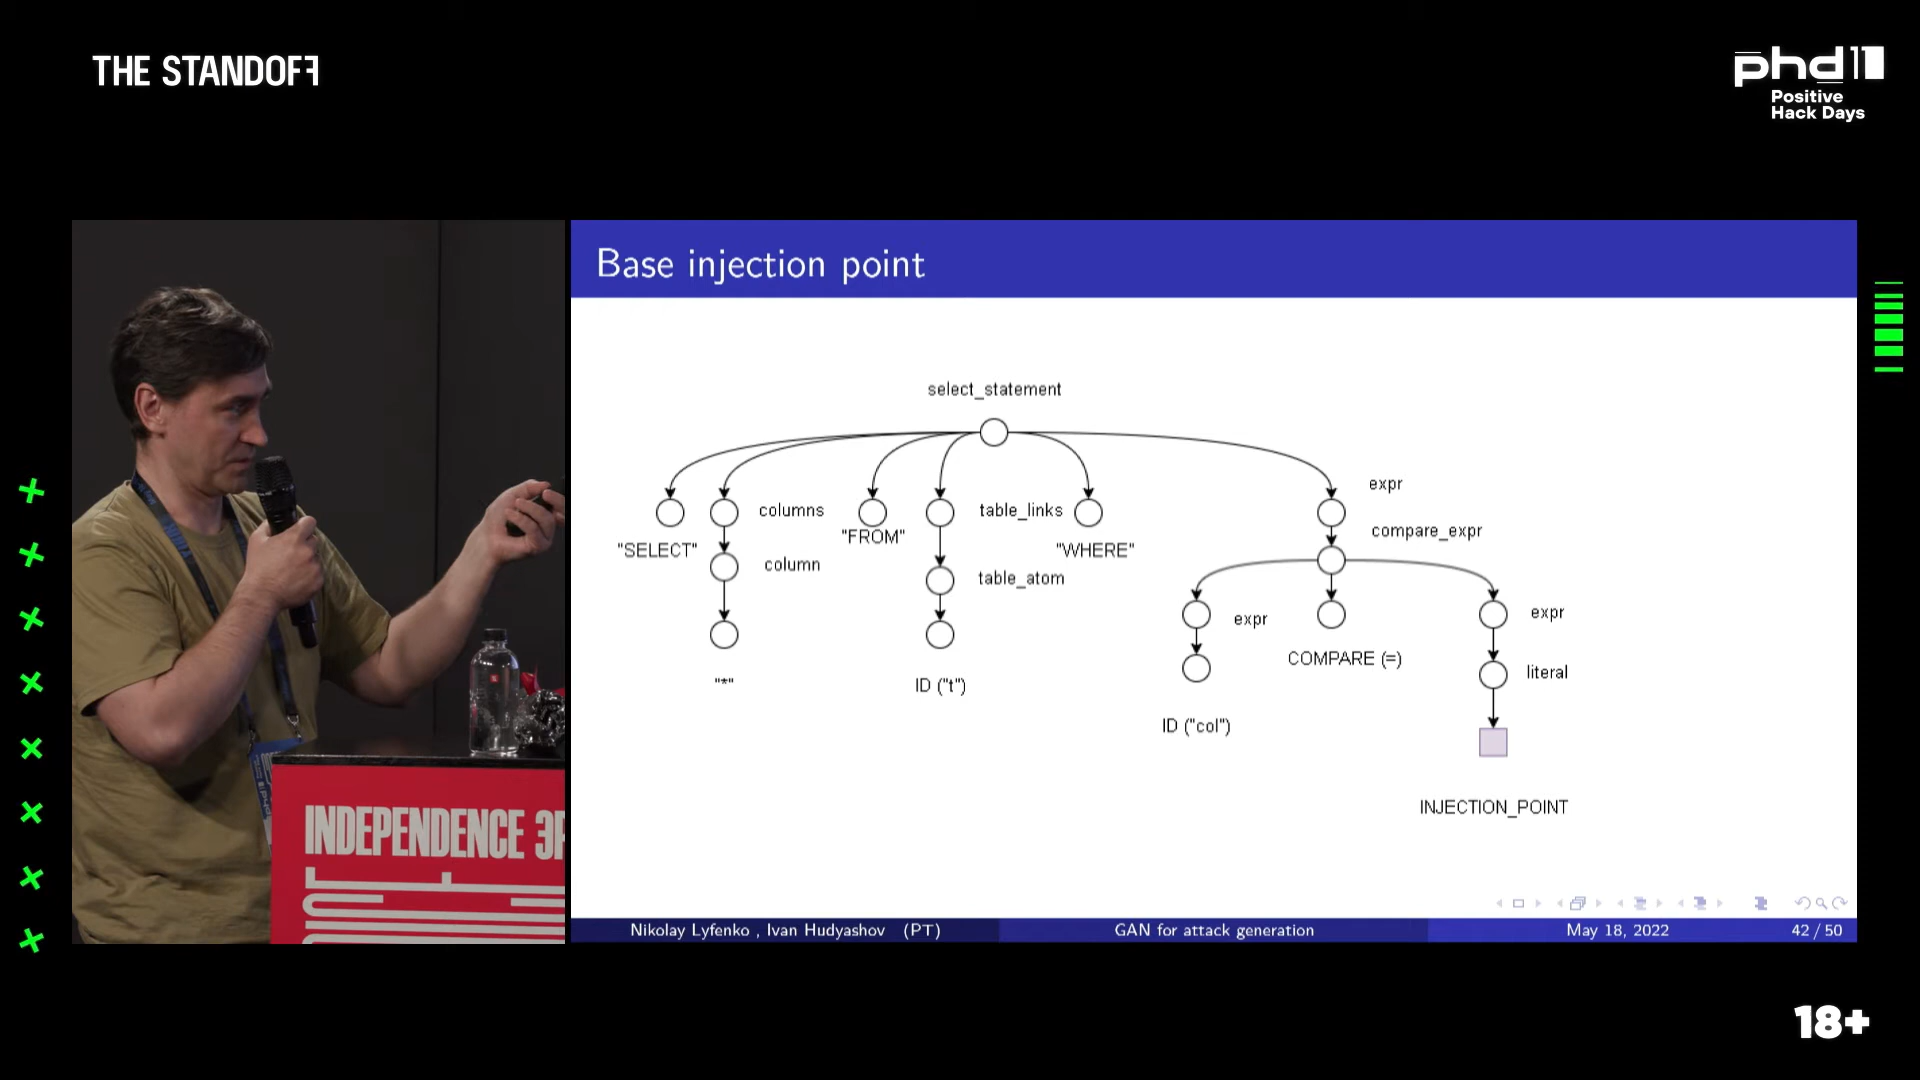 THE STANDOFF
phd11
Positive
Hack Days
Base injection point
select_statement
expr
columns
table_links
compare_expr
"FROM"
"SELECT"
"WHERE"
column
table_atom
expr
expr
COMPARE (=)
literal
"*"
ID ("t")
ID ("col")
INJECTION_POINT
INDEPENDENCE
Nikolay Lyfenko , Ivan Hudyashov (PT)
GAN for attack generation
May 18, 2022
42 / 50
18+